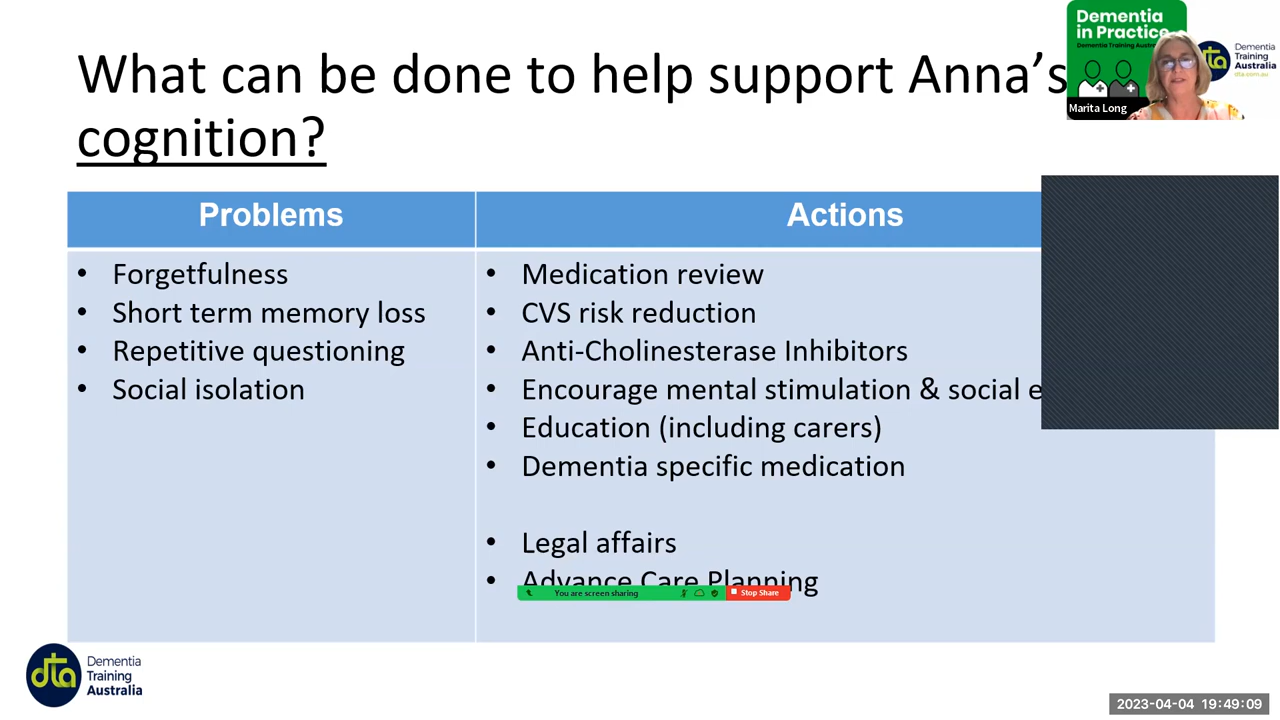 What can be done to help support Anna's
cognition?
Dementia
in Practice
Marita Long
dta
Dementia
Training
Australia
dta.com.au
Problems
Actions
• Forgetfulness
• Short term memory loss
• Repetitive questioning
• Social isolation
• Medication review
• CVS risk reduction
• Anti-Cholinesterase Inhibitors
• Encourage mental stimulation & social e
• Education (including carers)
• Dementia specific medication
• Legal affairs
• Advance Care Planning
You are screen sharing
Stop Share
dta
Dementia
Training
Australia
2023-04-04 19:49:09